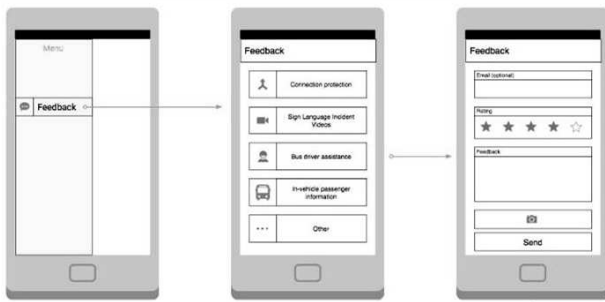 Menu
Feedback
Feedback
Connection protection
Sign Language Incident
Videos
Bus driver assistance
In-vehicle passenger
information
Other
Feedback
Email (optional)
Rating
Feedback
Send